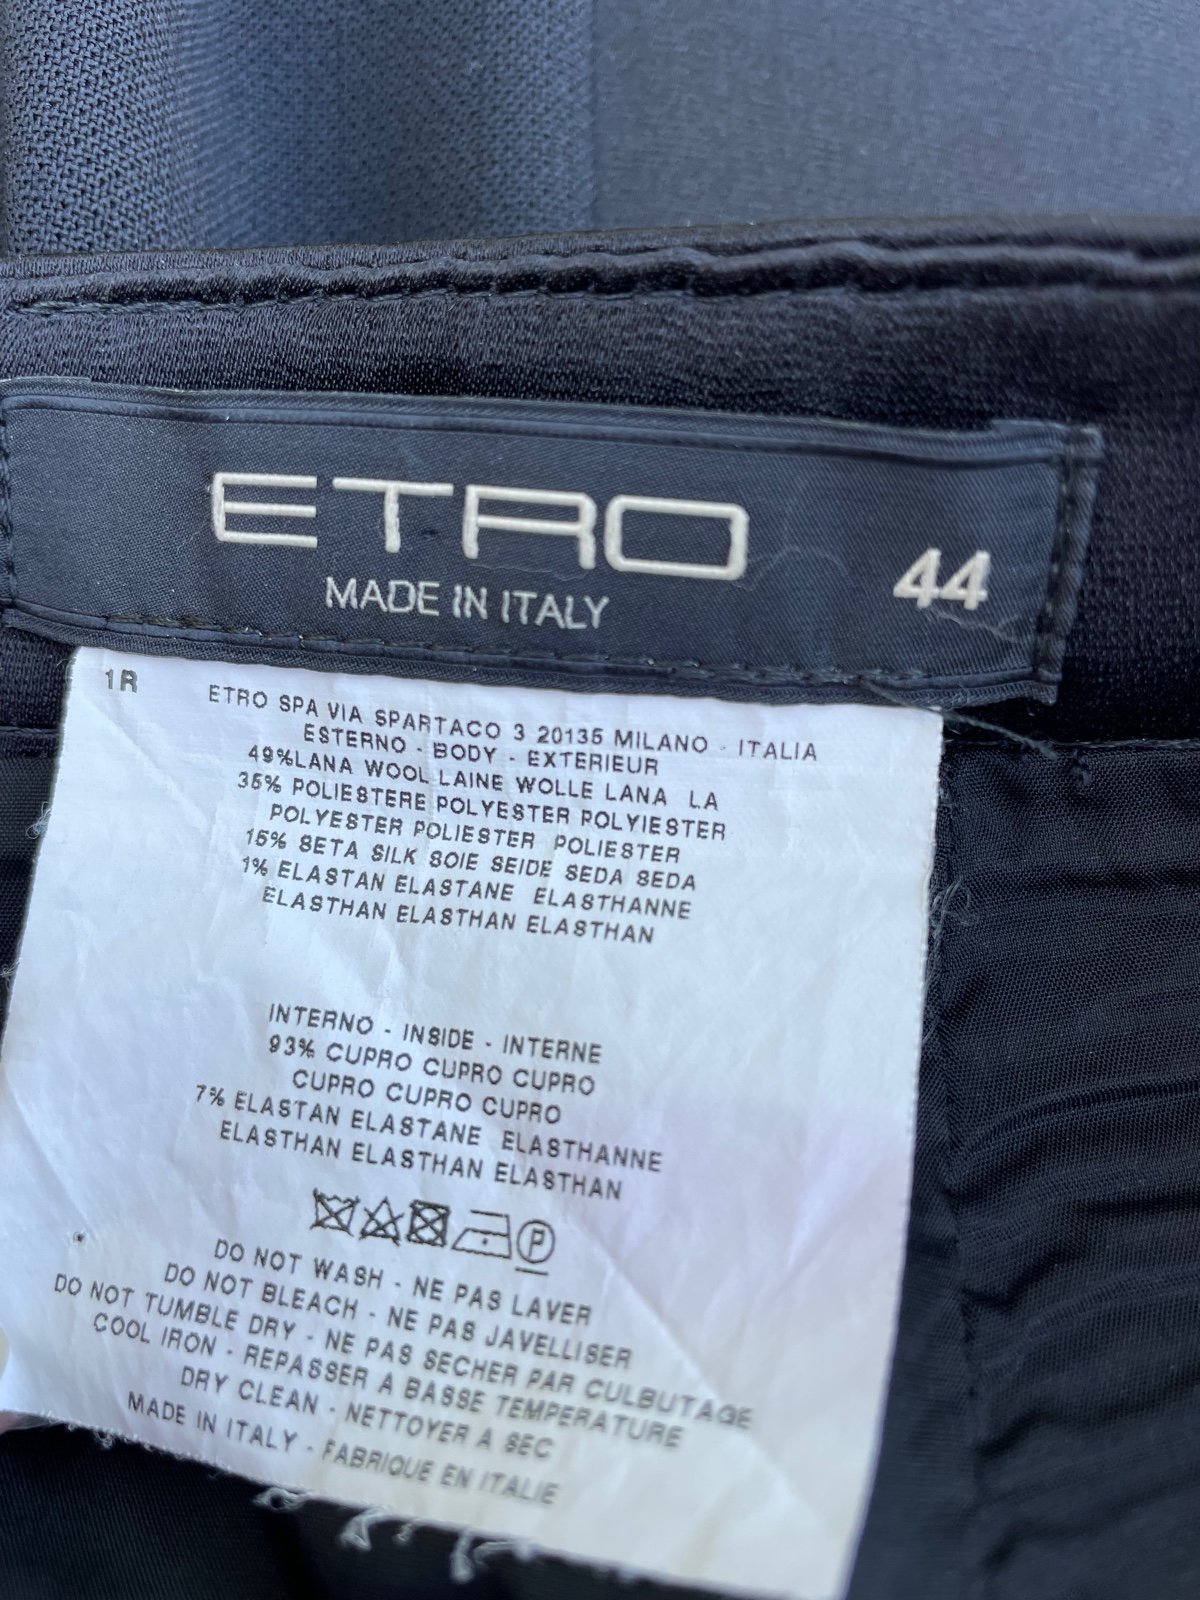 ETRO
MADE IN ITALY
44
1R
ETRO SPA VIA SPARTACO 3 20135 MILANO - ITALIA
ESTERNO - BODY - EXTERIEUR
49%LANA WOOL LAINE WOLLE LANA LA
35% POLIESTERE POLYESTER POLYIESTER
POLYESTER POLIESTER POLIESTER
15% SETA SILK SOIE SEIDE SEDA SEDA
1% ELASTAN ELASTANE ELASTHANNE
ELASTHAN ELASTHAN ELASTHAN
INTERNO - INSIDE - INTERNE
93% CUPRO CUPRO CUPRO
CUPRO CUPRO CUPRO
7% ELASTAN ELASTANE ELASTHANNE
ELASTHAN ELASTHAN ELASTHAN
P
DO NOT WASH - NE PAS LAVER
DO NOT BLEACH - NE PAS JAVELLISER
DO NOT TUMBLE DRY - NE PAS SECHER PAR CULBUTAGE
COOL IRON - REPASSER A BASSE TEMPERATURE
DRY CLEAN - NETTOYER A SEC
MADE IN ITALY - FABRIQUE EN ITALIE